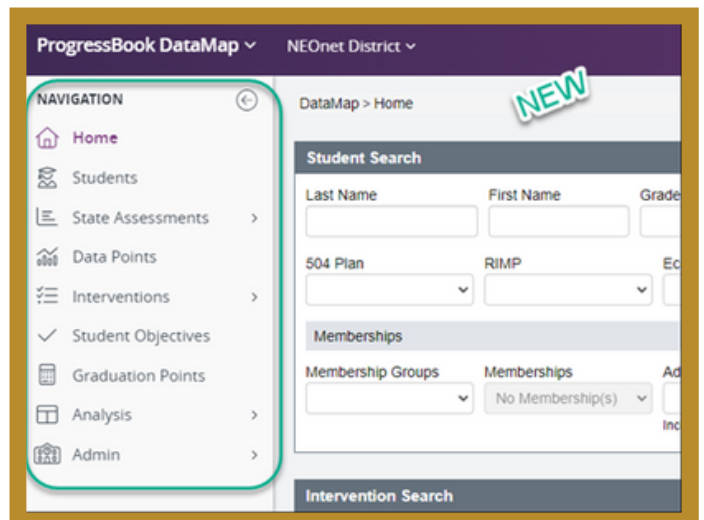 ProgressBook DataMap NEOnet District
NAVIGATION
Home
Students
State Assessments
Data Points
Interventions
Student Objectives
Graduation Points
Analysis
Admin
DataMap > Home
NEW
Student Search
Last Name First Name Grade
504 Plan RIMP Ec
Memberships
Membership Groups Memberships Ad
No Membership(s)
Inc
Intervention Search